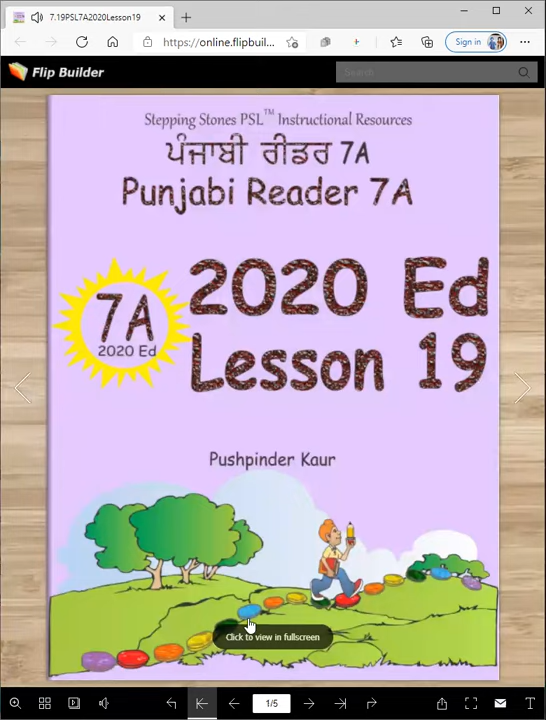 7.19PSL7A2020Lesson19
https://online.flipbuil...
Sign in
Flip Builder
Search
Stepping Stones PSL™ Instructional Resources
ਪੰਜਾਬੀ ਰੀਡਰ 7A
Punjabi Reader 7A
7A
2020 Ed
2020 Ed
Lesson 19
Pushpinder Kaur
Click to view in fullscreen
1/5